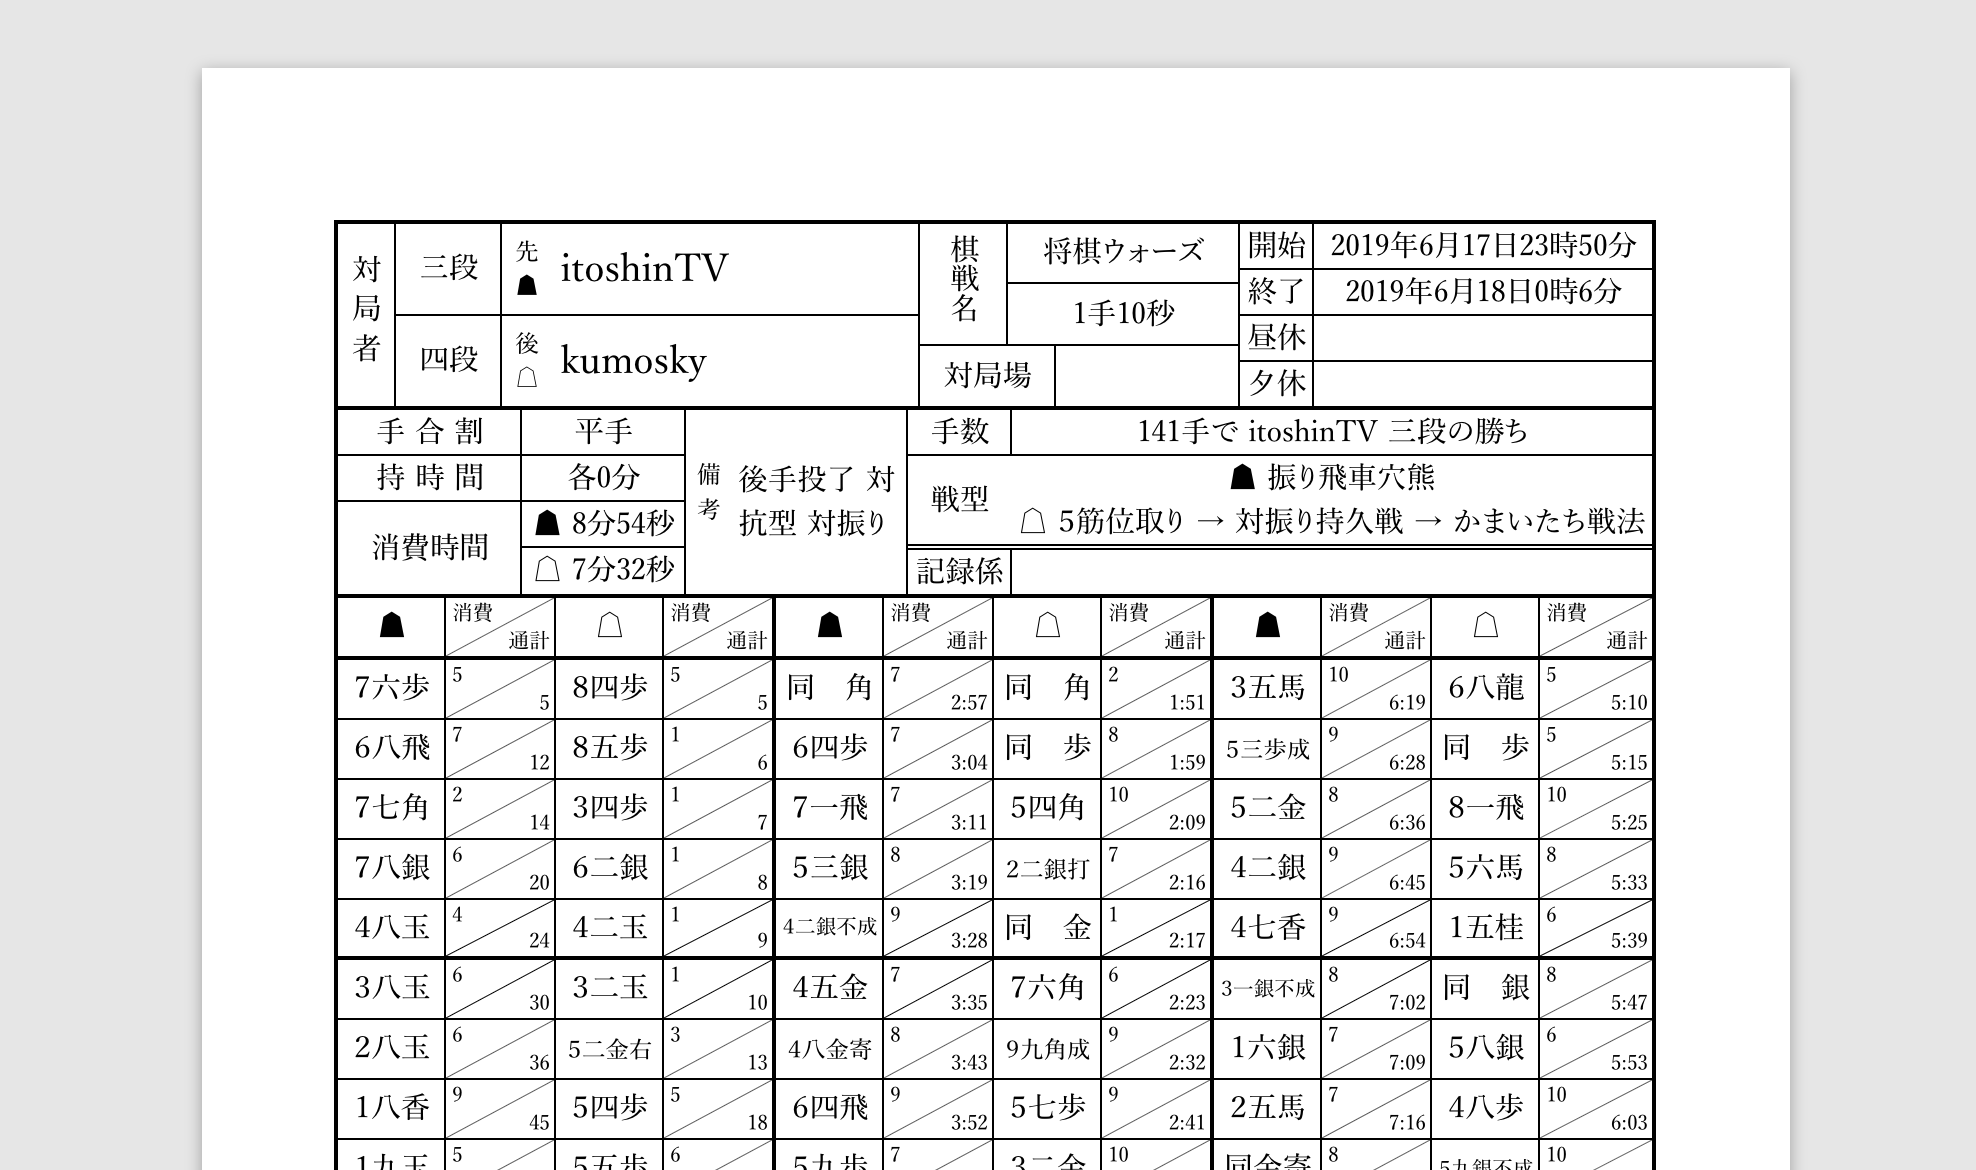 対局者 三段 先 ☗ itoshinTV 棋戦名 将棋ウォーズ 開始 2019年6月17日23時50分
1手10秒 終了 2019年6月18日0時6分
四段 後 ☖ kumosky 対局場 昼休
夕休
手合割 平手 備考 後手投了 対抗型 対振り 手数 141手で itoshinTV 三段の勝ち
持時間 各0分 戦型 ☗ 振り飛車穴熊
消費時間 ☗ 8分54秒 ☖ 5筋位取り → 対振り持久戦 → かまいたち戦法
☖ 7分32秒 記録係
☗ 消費 通計 ☖ 消費 通計 ☗ 消費 通計 ☖ 消費 通計 ☗ 消費 通計 ☖ 消費 通計
7六歩 5 5 8四歩 5 5 同 角 7 2:57 同 角 2 1:51 3五馬 10 6:19 6八龍 5 5:10
6八飛 7 12 8五歩 1 6 6四歩 7 3:04 同 歩 8 1:59 5三歩成 9 6:28 同 歩 5 5:15
7七角 2 14 3四歩 1 7 7一飛 7 3:11 5四角 10 2:09 5二金 8 6:36 8一飛 10 5:25
7八銀 6 20 6二銀 1 8 5三銀 8 3:19 2二銀打 7 2:16 4二銀 9 6:45 5六馬 8 5:33
4八玉 4 24 4二玉 1 9 4二銀不成 9 3:28 同 金 1 2:17 4七香 9 6:54 1五桂 6 5:39
3八玉 6 30 3二玉 1 10 4五金 7 3:35 7六角 6 2:23 3一銀不成 8 7:02 同 銀 8 5:47
2八玉 6 36 5二金右 3 13 4八金寄 8 3:43 9九角成 9 2:32 1六銀 7 7:09 5八銀 6 5:53
1八香 9 45 5四歩 5 18 6四飛 9 3:52 5七歩 9 2:41 2五馬 7 7:16 4八歩 10 6:03
1九玉 5 5五歩 6 5九歩 7 3二金 10 同金寄 8 5九銀不成 10